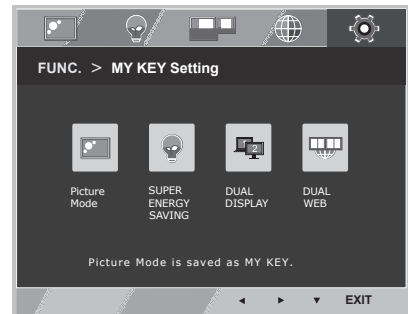 FUNC. > MY KEY Setting
2
Picture
Mode
SUPER
ENERGY
SAVING
DUAL
DISPLAY
DUAL
WEB
Picture Mode is saved as MY KEY.
◄ ► ▼ EXIT